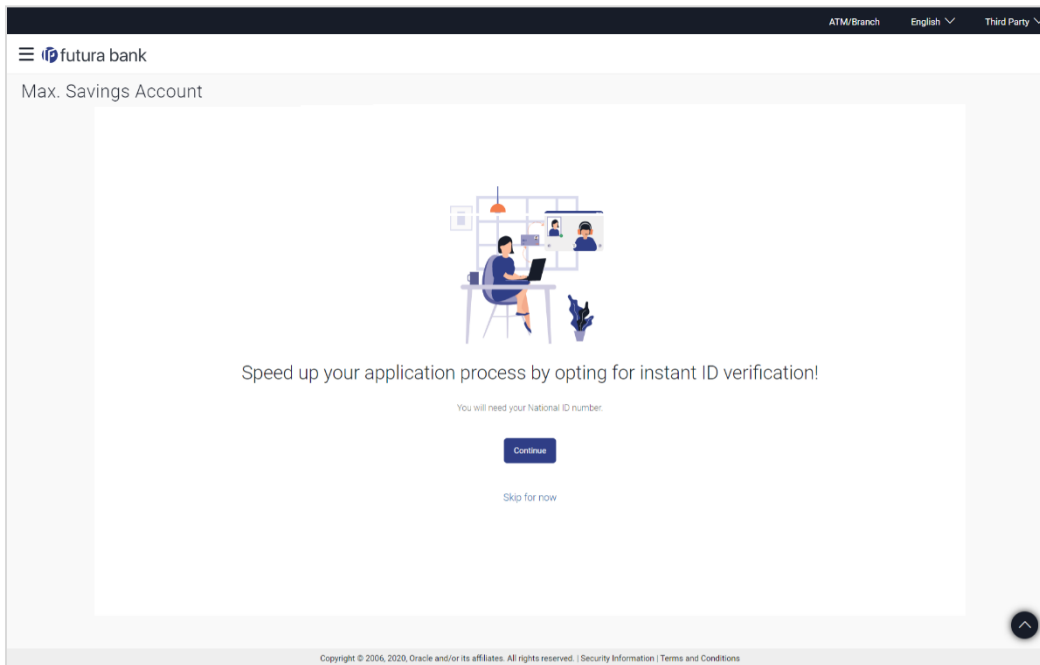 ATM/Branch English Third Party
futura bank
Max. Savings Account
Speed up your application process by opting for instant ID verification!
You will need your National ID number.
Continue
Skip for now
Copyright © 2006, 2020, Oracle and/or its affiliates. All rights reserved. | Security Information | Terms and Conditions